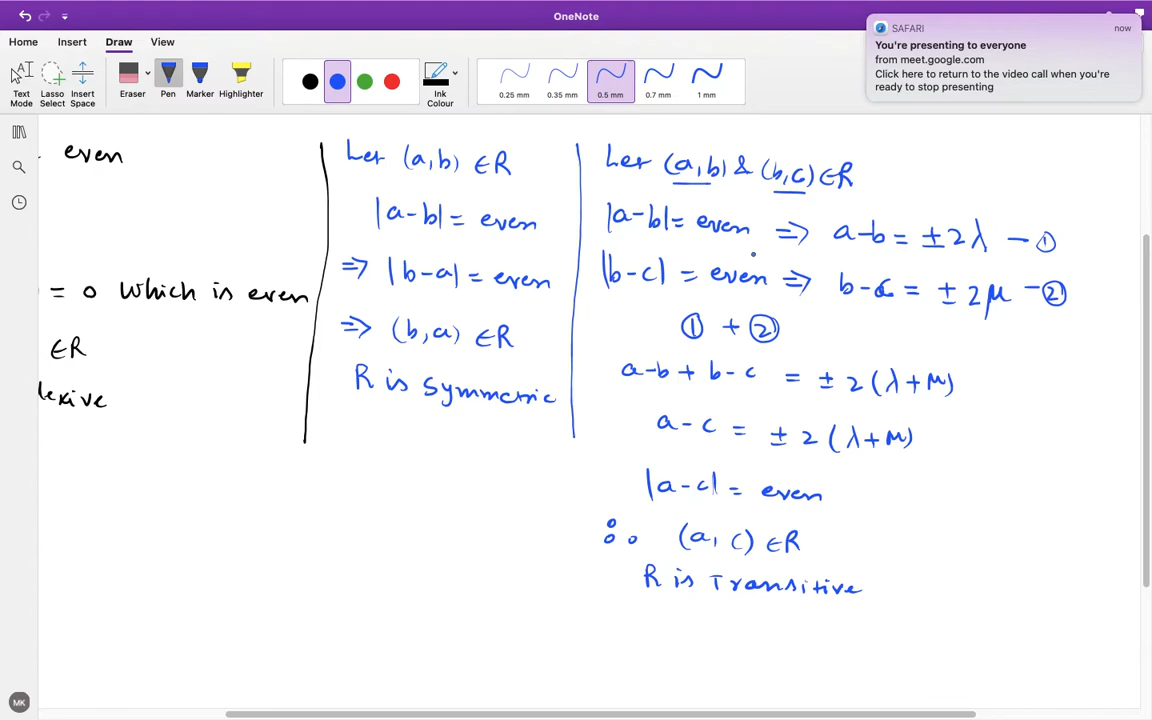 OneNote
SAFARI
now
You're presenting to everyone
from meet.google.com
Click here to return to the video call when you're
ready to stop presenting
Home Insert Draw View
Text Mode
Lasso Select
Insert Space
Eraser
Pen
Marker
Highlighter
Ink Colour
0.25 mm
0.35 mm
0.5 mm
0.7 mm
1 mm
even
= 0 which is even
∈R
lexive
Let (a,b) ∈R
|a-b| = even
⇒ |b-a| = even
⇒ (b,a) ∈R
R is symmetric
Let (a,b) & (b,c) ∈R
|a-b| = even ⇒ a-b = ±2λ - ①
|b-c| = even ⇒ b-c = ±2μ - ②
① + ②
a-b + b-c = ± 2(λ+μ)
a-c = ± 2(λ+μ)
|a-c| = even
∴ (a, c) ∈R
R is Transitive
MK